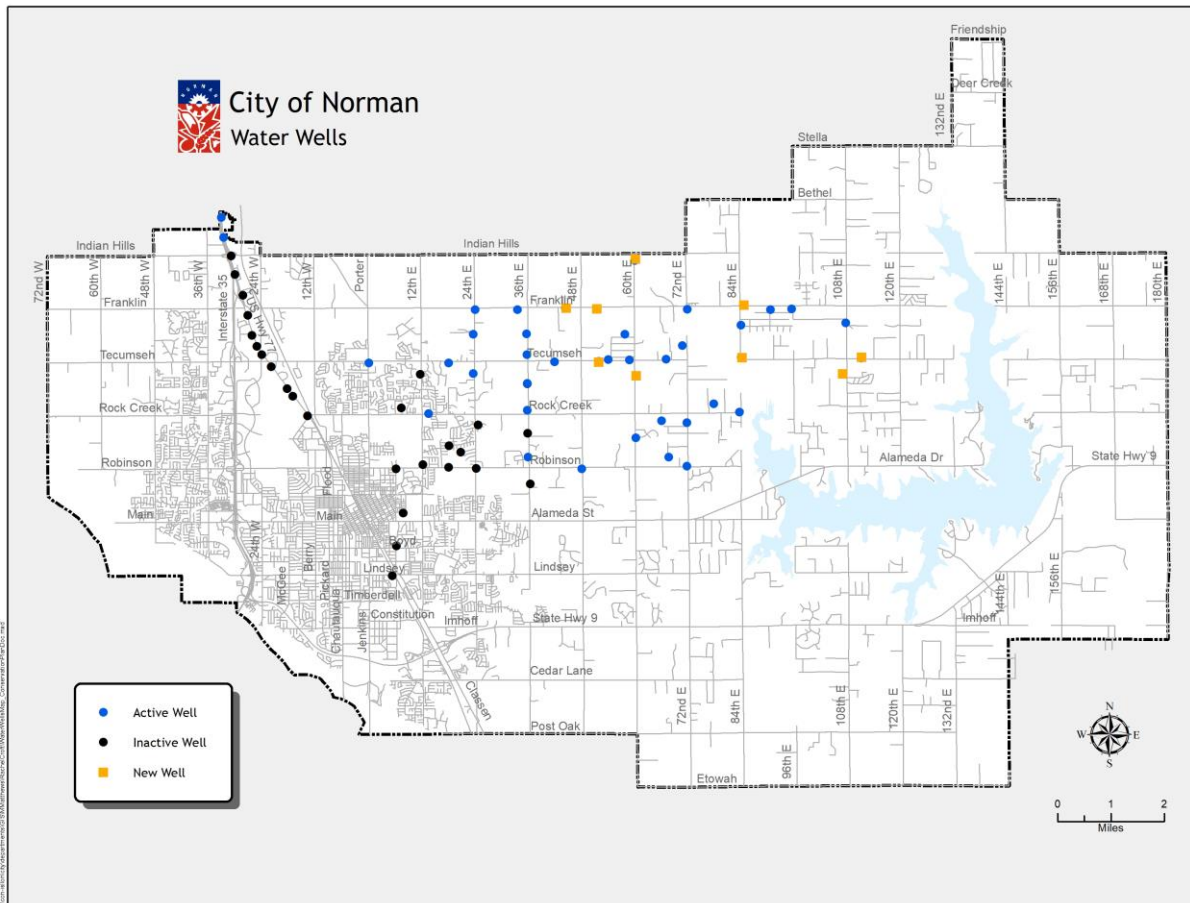 Friendship
Deer Creek
132nd E
NORMAN
City of Norman
Water Wells
Stella
Bethel
Indian Hills
Indian Hills
72nd W
60th W
48th W
36th W
Interstate 35
24th W
US Hwy 77
12th W
Porter
12th E
24th E
36th E
48th E
60th E
72nd E
84th E
108th E
120th E
144th E
156th E
168th E
180th E
Franklin
Franklin
Tecumseh
Tecumseh
Rock Creek
Rock Creek
Robinson
Robinson
Alameda Dr
State Hwy 9
Flood
Main
Main
Alameda St
24th W
Berry
Boyd
Lindsey
Lindsey
McGee
Pickard
Timberdell
Chautauqua
Jenkins
Constitution
Imhoff
State Hwy 9
144th E
156th E
Imhoff
Cedar Lane
Classen
72nd E
84th E
108th E
120th E
132nd E
Post Oak
96th E
Etowah
Active Well
Inactive Well
New Well
N
W E
S
0 1 2
Miles